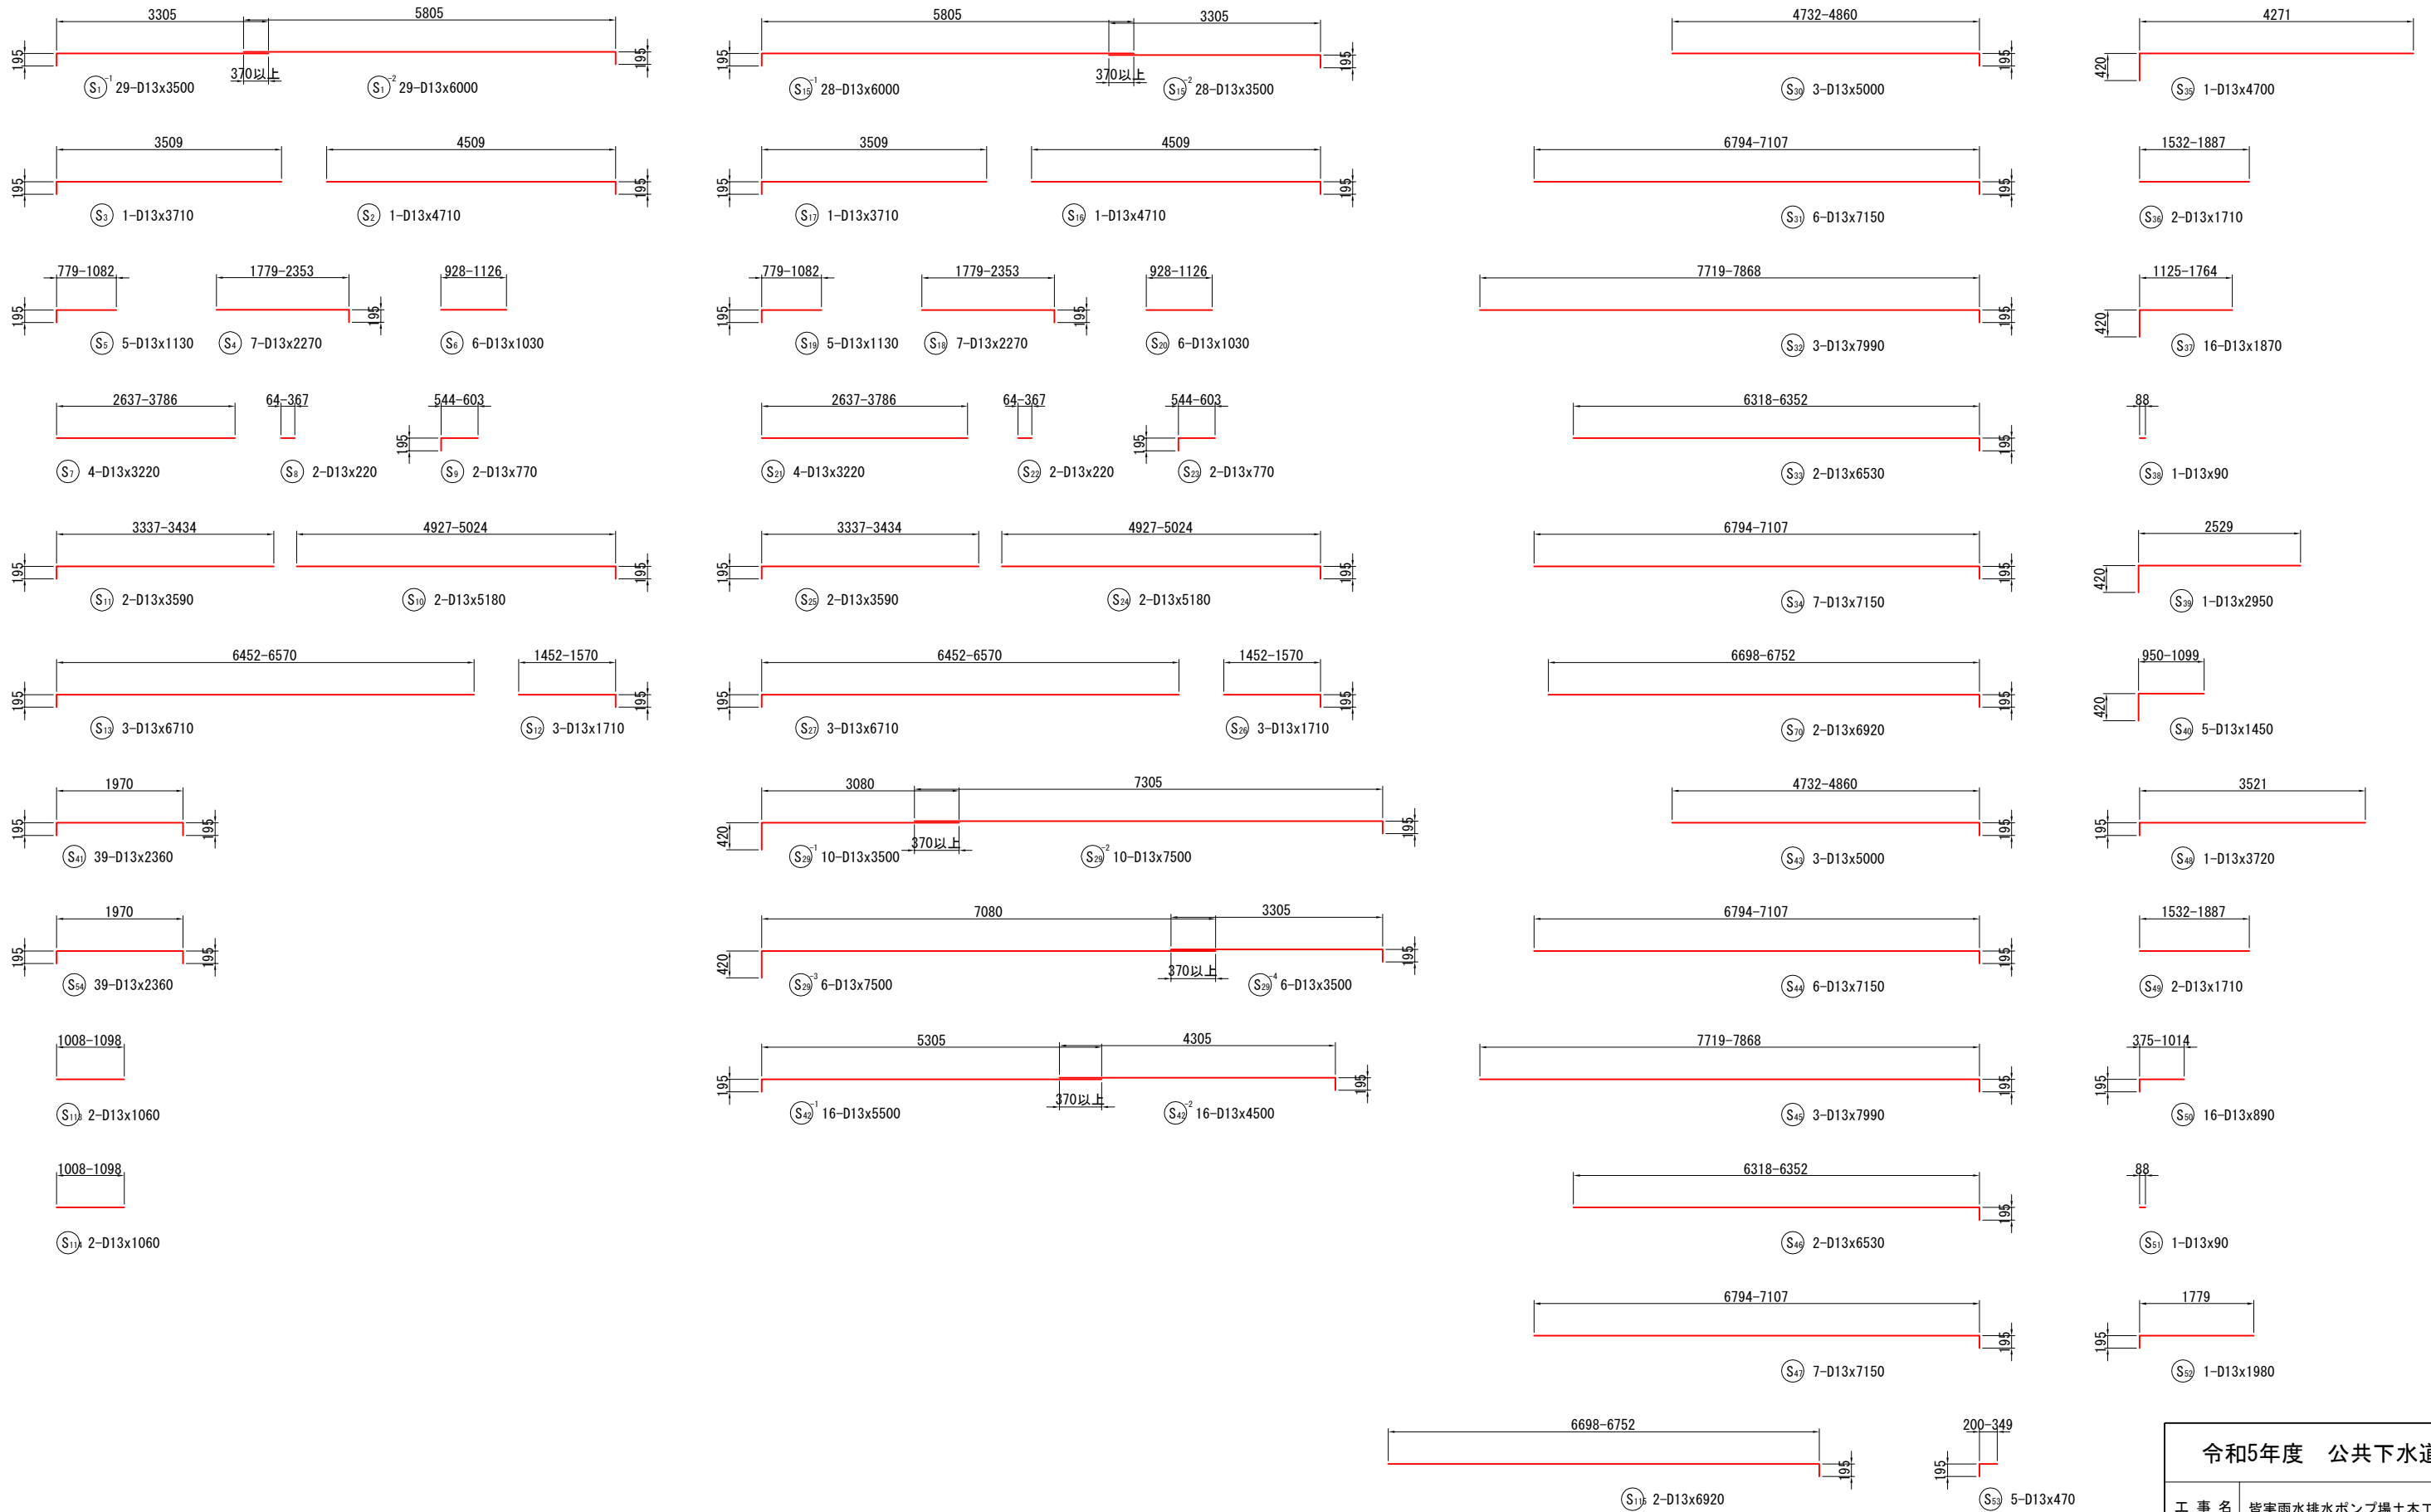 3305 5805
195 195
370以上
S1-1 29-D13x3500 S1-2 29-D13x6000
5805 3305
195 195
370以上
S15-1 28-D13x6000 S15-2 28-D13x3500
4732-4860
195
S30 3-D13x5000
4271
420
S35 1-D13x4700
3509 4509
195 195
S3 1-D13x3710 S2 1-D13x4710
3509 4509
195 195
S17 1-D13x3710 S16 1-D13x4710
6794-7107
195
S31 6-D13x7150
1532-1887
S36 2-D13x1710
779-1082 1779-2353 928-1126
195 195
S5 5-D13x1130 S4 7-D13x2270 S6 6-D13x1030
779-1082 1779-2353 928-1126
195 195
S19 5-D13x1130 S18 7-D13x2270 S20 6-D13x1030
7719-7868
195
S32 3-D13x7990
1125-1764
420
S37 16-D13x1870
2637-3786 64-367 544-603
195
S7 4-D13x3220 S8 2-D13x220 S9 2-D13x770
2637-3786 64-367 544-603
195
S21 4-D13x3220 S22 2-D13x220 S23 2-D13x770
6318-6352
195
S33 2-D13x6530
88
S38 1-D13x90
3337-3434 4927-5024
195 195
S11 2-D13x3590 S10 2-D13x5180
3337-3434 4927-5024
195 195
S25 2-D13x3590 S24 2-D13x5180
6794-7107
195
S34 7-D13x7150
2529
420
S39 1-D13x2950
6452-6570 1452-1570
195 195
S13 3-D13x6710 S12 3-D13x1710
6452-6570 1452-1570
195 195
S27 3-D13x6710 S26 3-D13x1710
6698-6752
195
S70 2-D13x6920
950-1099
420
S40 5-D13x1450
1970
195 195
S41 39-D13x2360
3080 7305
420 195
370以上
S29-1 10-D13x3500 S29-2 10-D13x7500
4732-4860
195
S43 3-D13x5000
3521
195
S48 1-D13x3720
1970
195 195
S54 39-D13x2360
7080 3305
420 195
370以上
S29-3 6-D13x7500 S29-4 6-D13x3500
6794-7107
195
S44 6-D13x7150
1532-1887
S49 2-D13x1710
1008-1098
S113 2-D13x1060
5305 4305
195 195
370以上
S42-1 16-D13x5500 S42-2 16-D13x4500
7719-7868
195
S45 3-D13x7990
375-1014
195
S50 16-D13x890
1008-1098
S114 2-D13x1060
6318-6352
195
S46 2-D13x6530
88
S51 1-D13x90
6794-7107
195
S47 7-D13x7150
1779
195
S52 1-D13x1980
6698-6752
195
S115 2-D13x6920
200-349
195
S53 5-D13x470
令和5年度 公共下水道
工事名 皆実雨水排水ポンプ場土木工